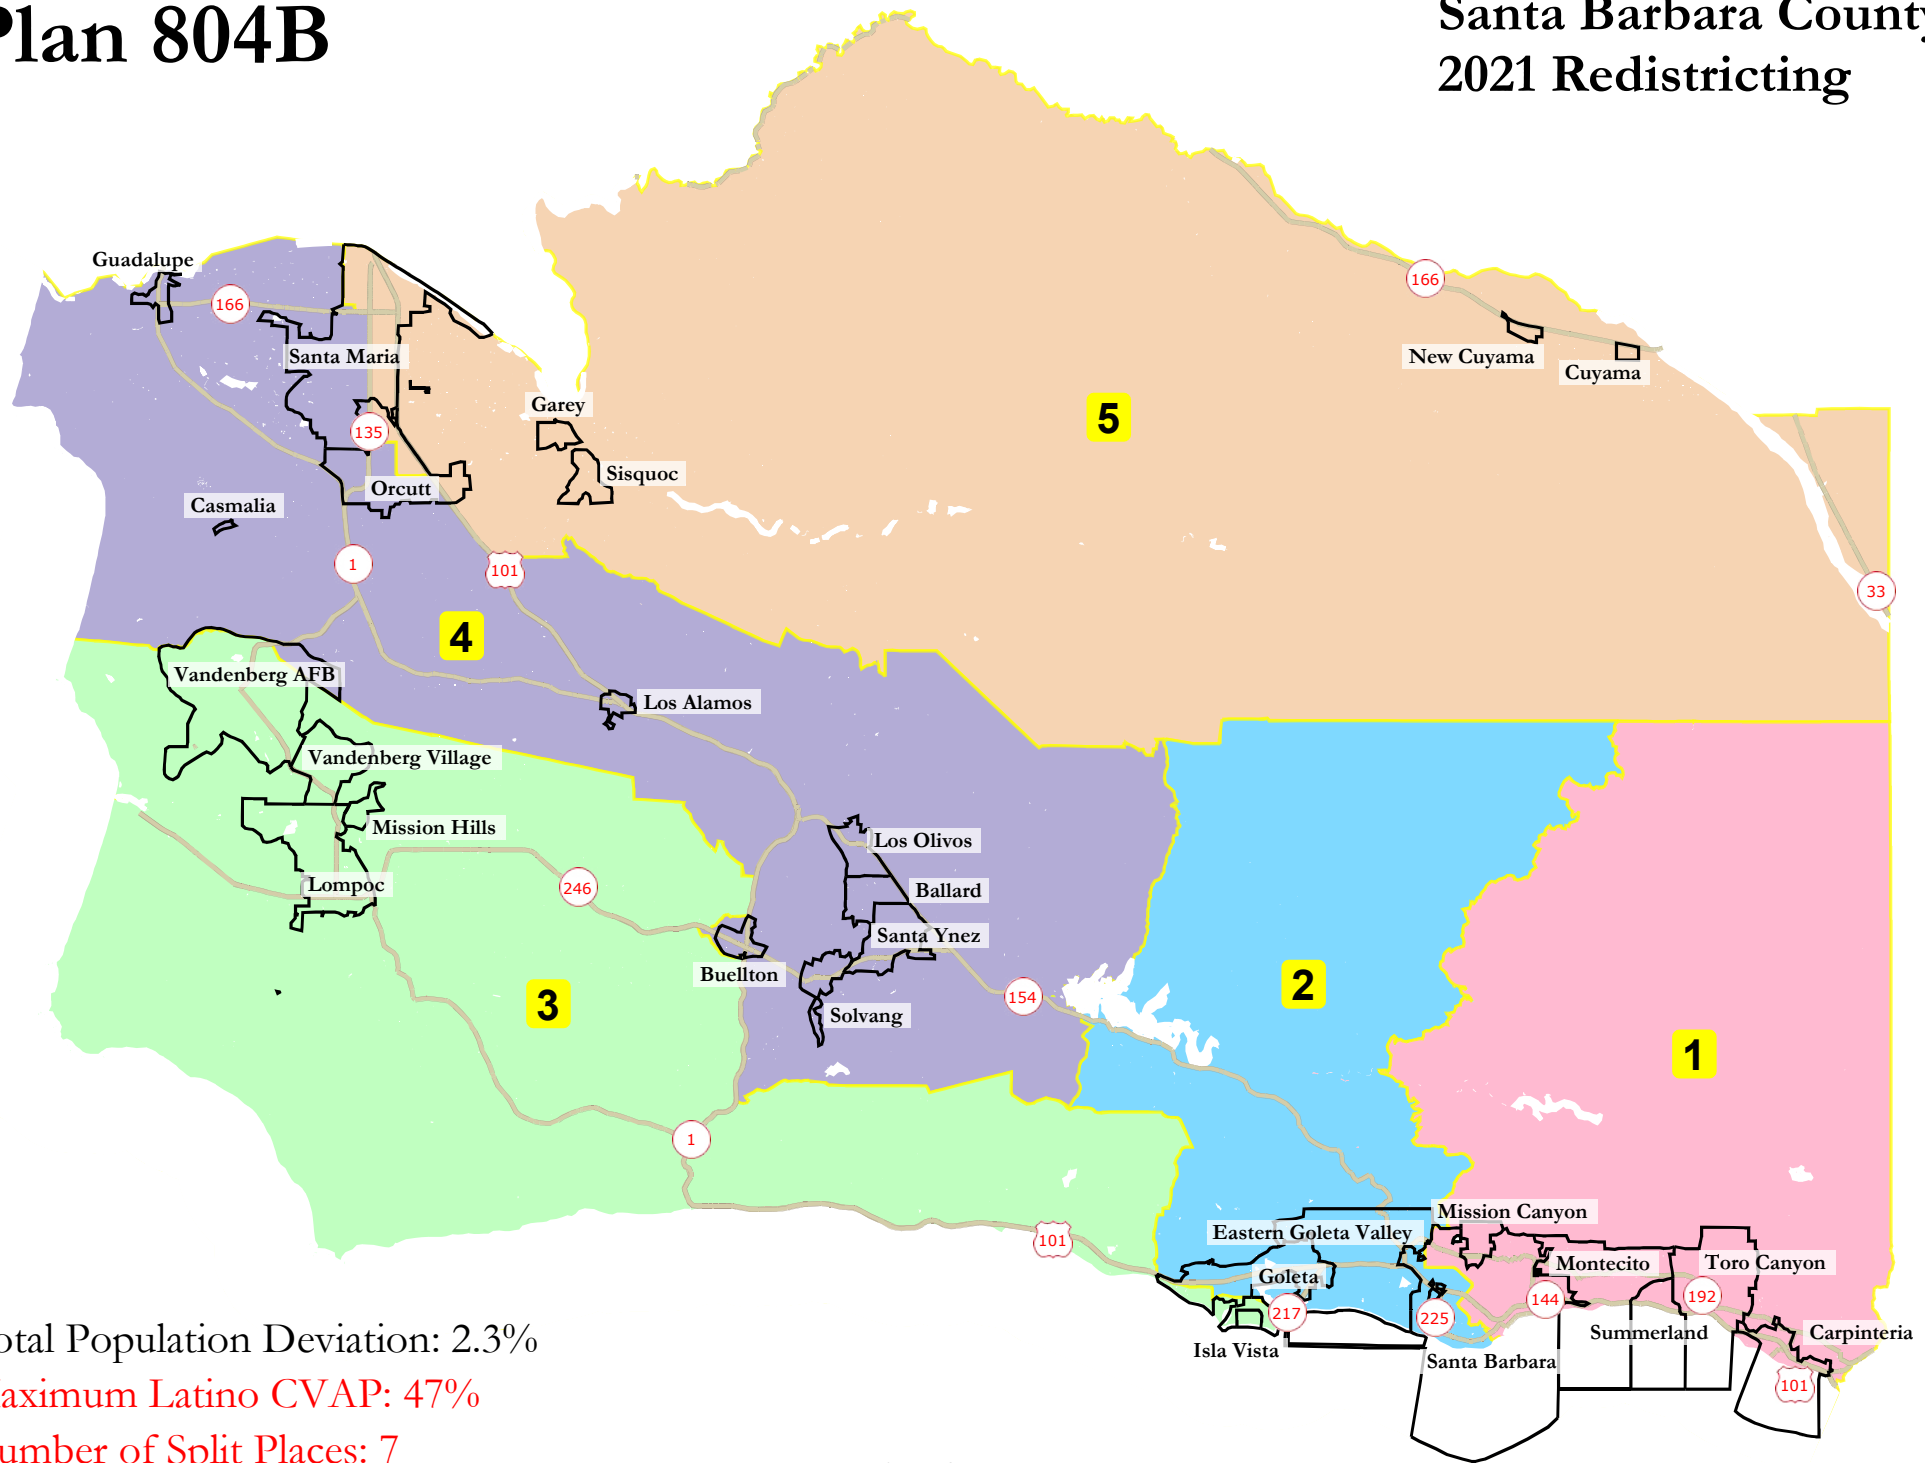 Plan 804B
Santa Barbara County
2021 Redistricting
Guadalupe
166
166
Santa Maria
New Cuyama
Cuyama
Garey
5
135
Sisquoc
Orcutt
Casmalia
1
101
33
4
Vandenberg AFB
Los Alamos
Vandenberg Village
Mission Hills
Los Olivos
Lompoc
246
Ballard
Santa Ynez
Buellton
2
154
3
Solvang
1
1
Mission Canyon
Eastern Goleta Valley
101
Montecito
Toro Canyon
Goleta
217
225
144
192
Summerland
Carpinteria
Isla Vista
Santa Barbara
101
otal Population Deviation: 2.3%
aximum Latino CVAP: 47%
umber of Split Places: 7